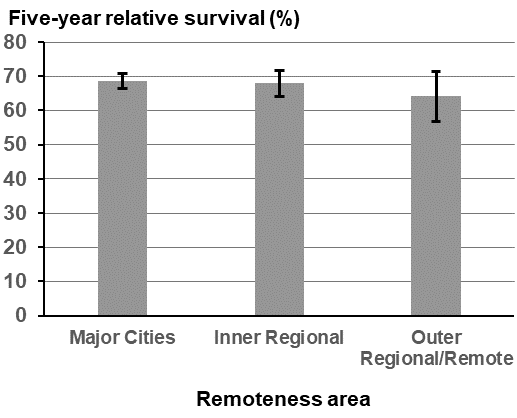 Five-year relative survival (%)
80
70
60
50
40
30
20
10
0
Major Cities
Inner Regional
Outer
Regional/Remote
Remoteness area